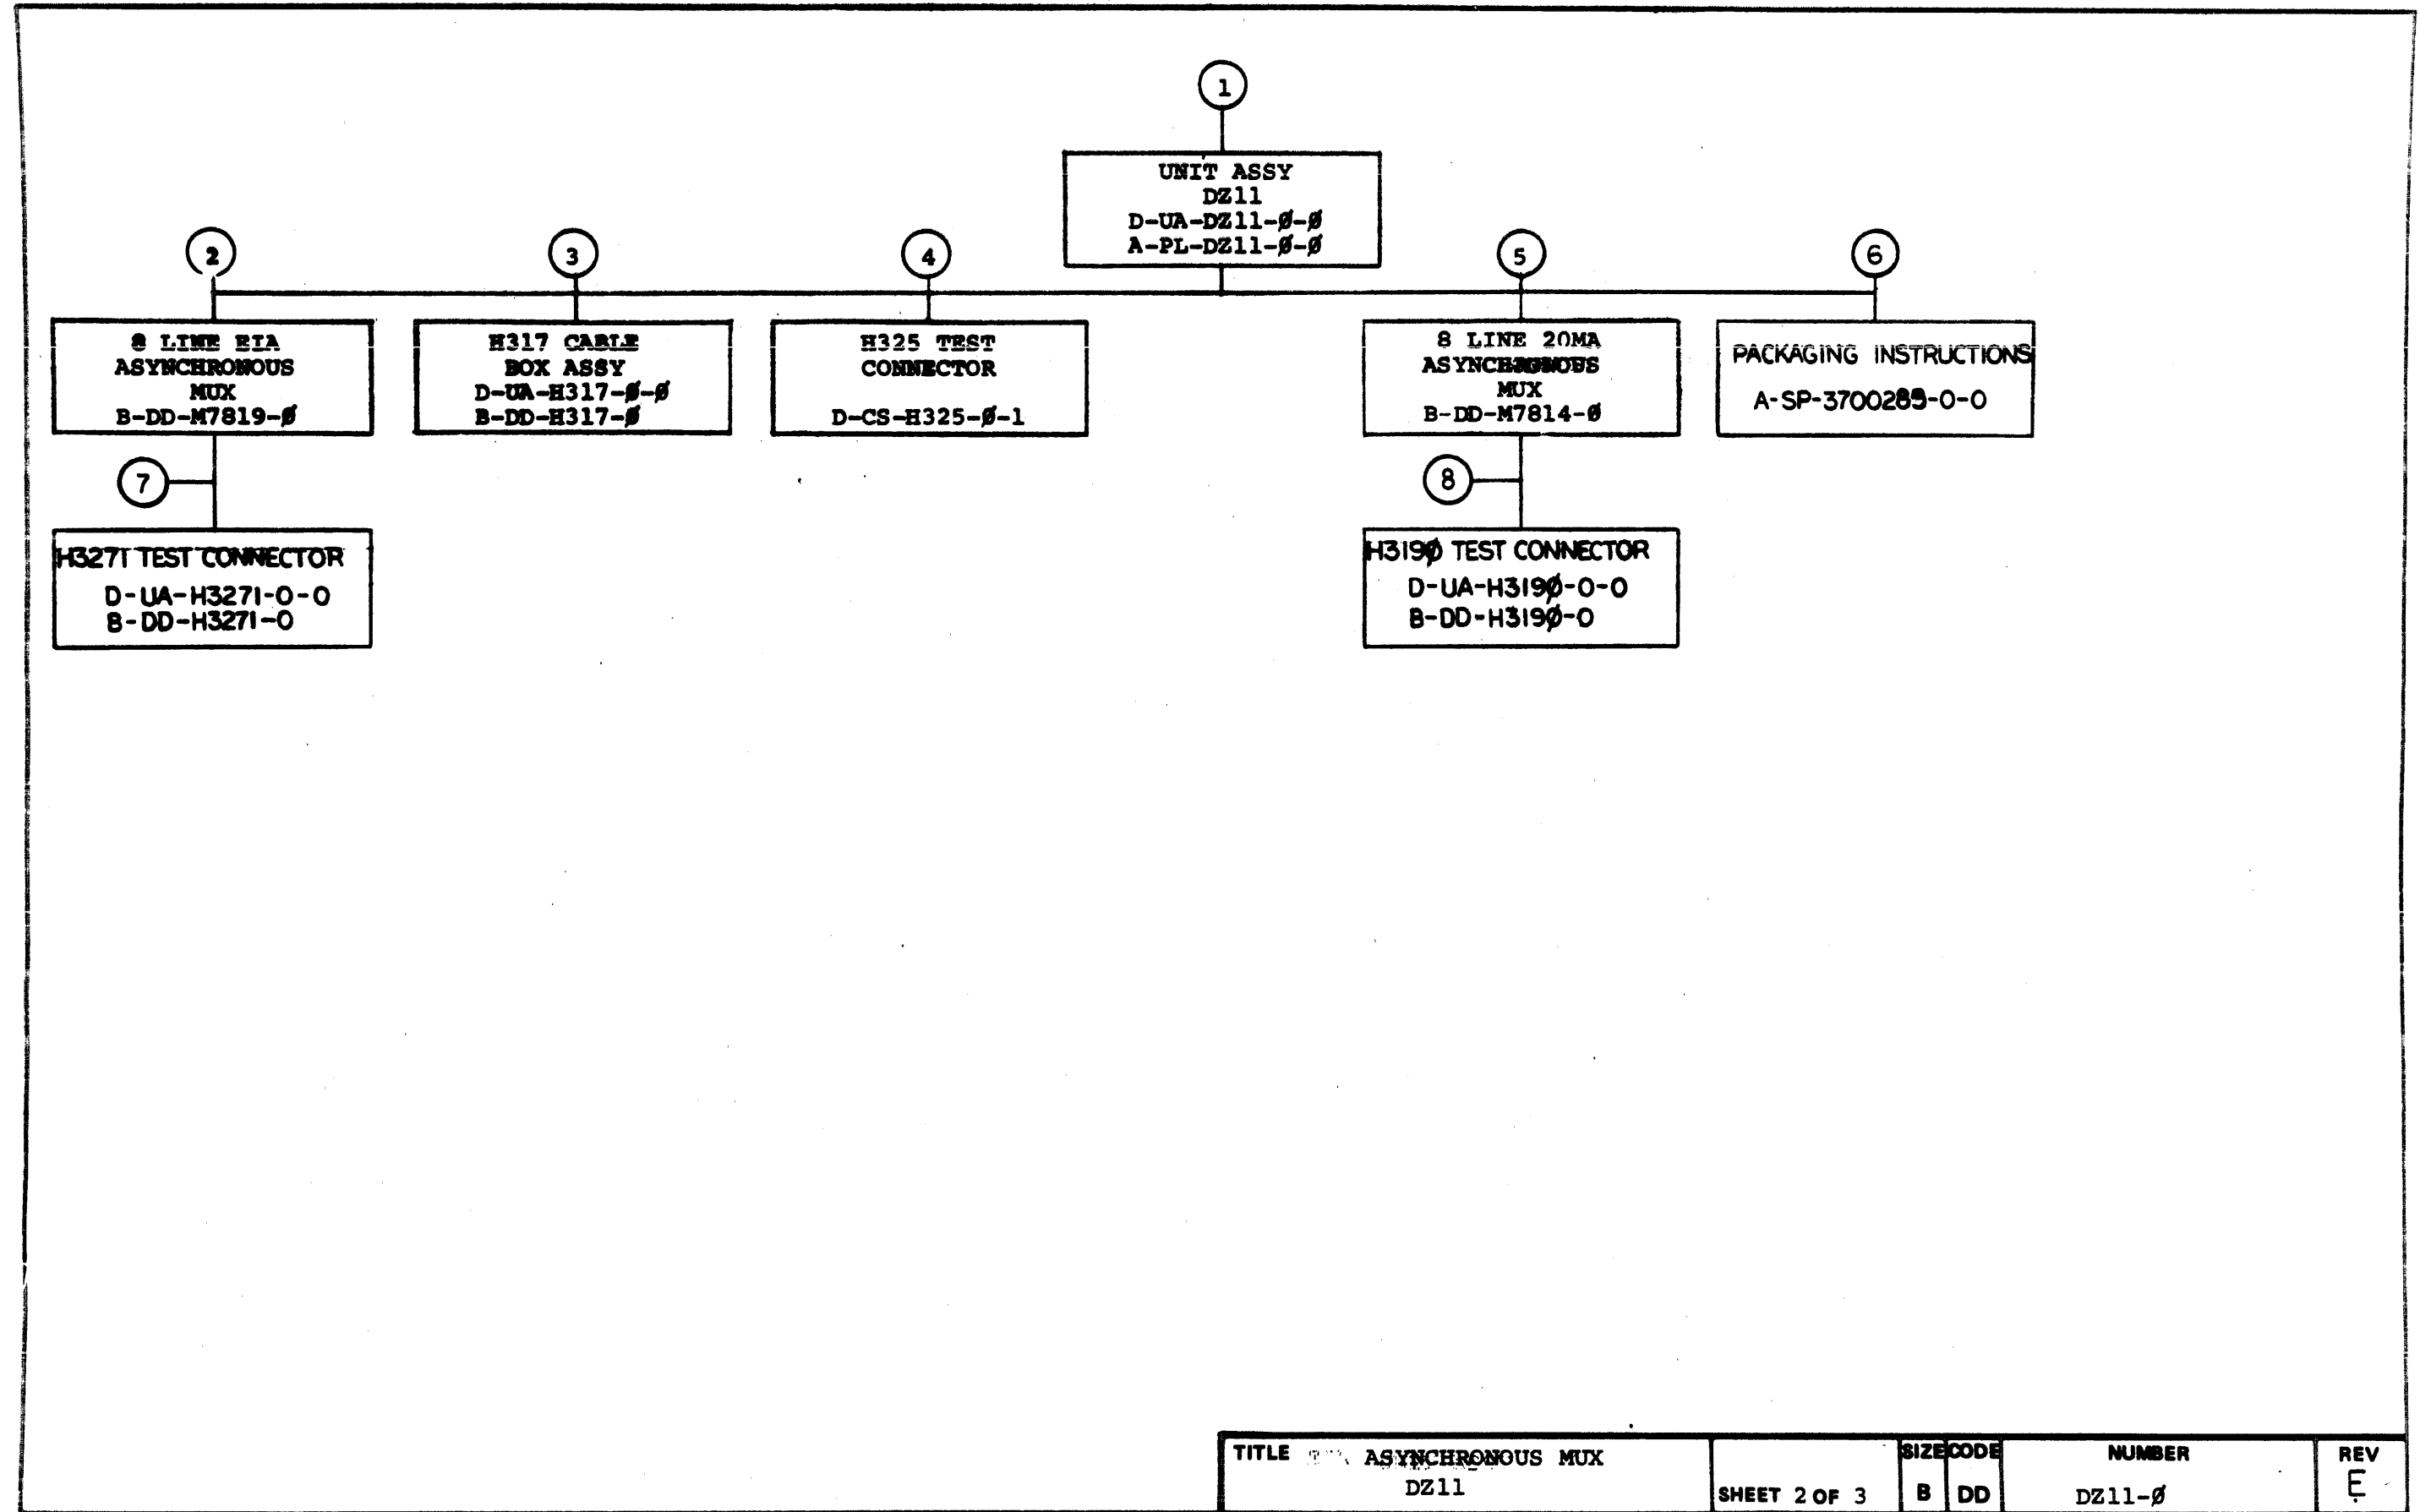 1
UNIT ASSY
DZ11
D-UA-DZ11-Ø-Ø
A-PL-DZ11-Ø-Ø
2
3
4
5
6
8 LINE EIA
ASYNCHRONOUS
MUX
B-DD-M7819-Ø
H317 CABLE
BOX ASSY
D-UA-H317-Ø-Ø
B-DD-H317-Ø
H325 TEST
CONNECTOR
D-CS-H325-Ø-1
8 LINE 20MA
ASYNCHRONOUS
MUX
B-DD-M7814-Ø
PACKAGING INSTRUCTIONS
A-SP-3700289-0-0
7
8
H3271 TEST CONNECTOR
D-UA-H3271-0-0
B-DD-H3271-0
H319Ø TEST CONNECTOR
D-UA-H319Ø-0-0
B-DD-H319Ø-0
TITLE ASYNCHRONOUS MUX
DZ11
SHEET 2 OF 3
SIZE
B
CODE
DD
NUMBER
DZ11-Ø
REV
E